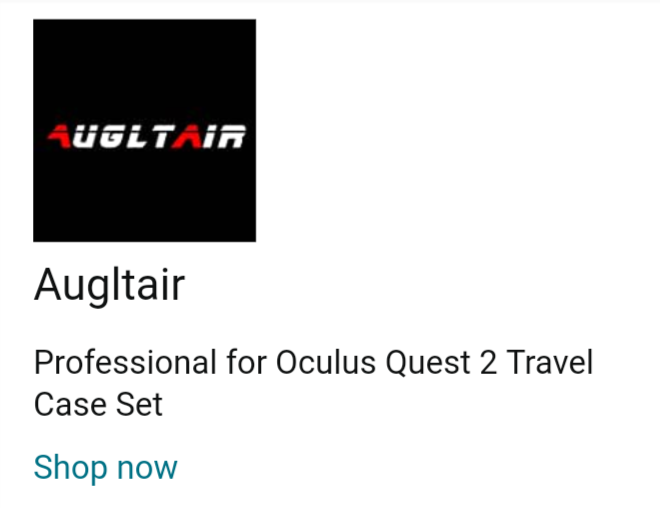 AUGLTAIR
Augltair
Professional for Oculus Quest 2 Travel
Case Set
Shop now